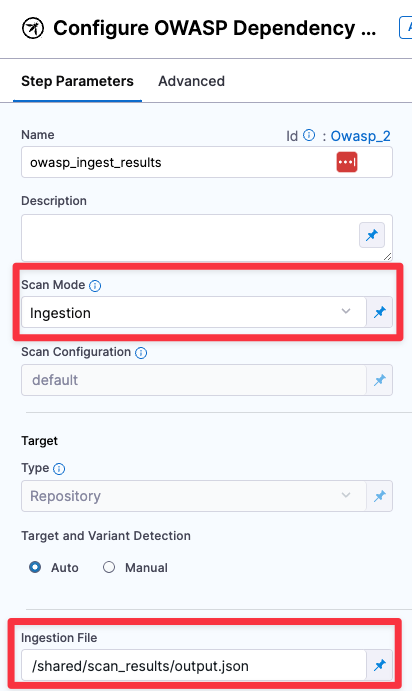 Configure OWASP Dependency ...
Step Parameters Advanced
Name Id : Owasp_2
owasp_ingest_results
Description
Scan Mode
Ingestion
Scan Configuration
default
Target
Type
Repository
Target and Variant Detection
Auto Manual
Ingestion File
/shared/scan_results/output.json